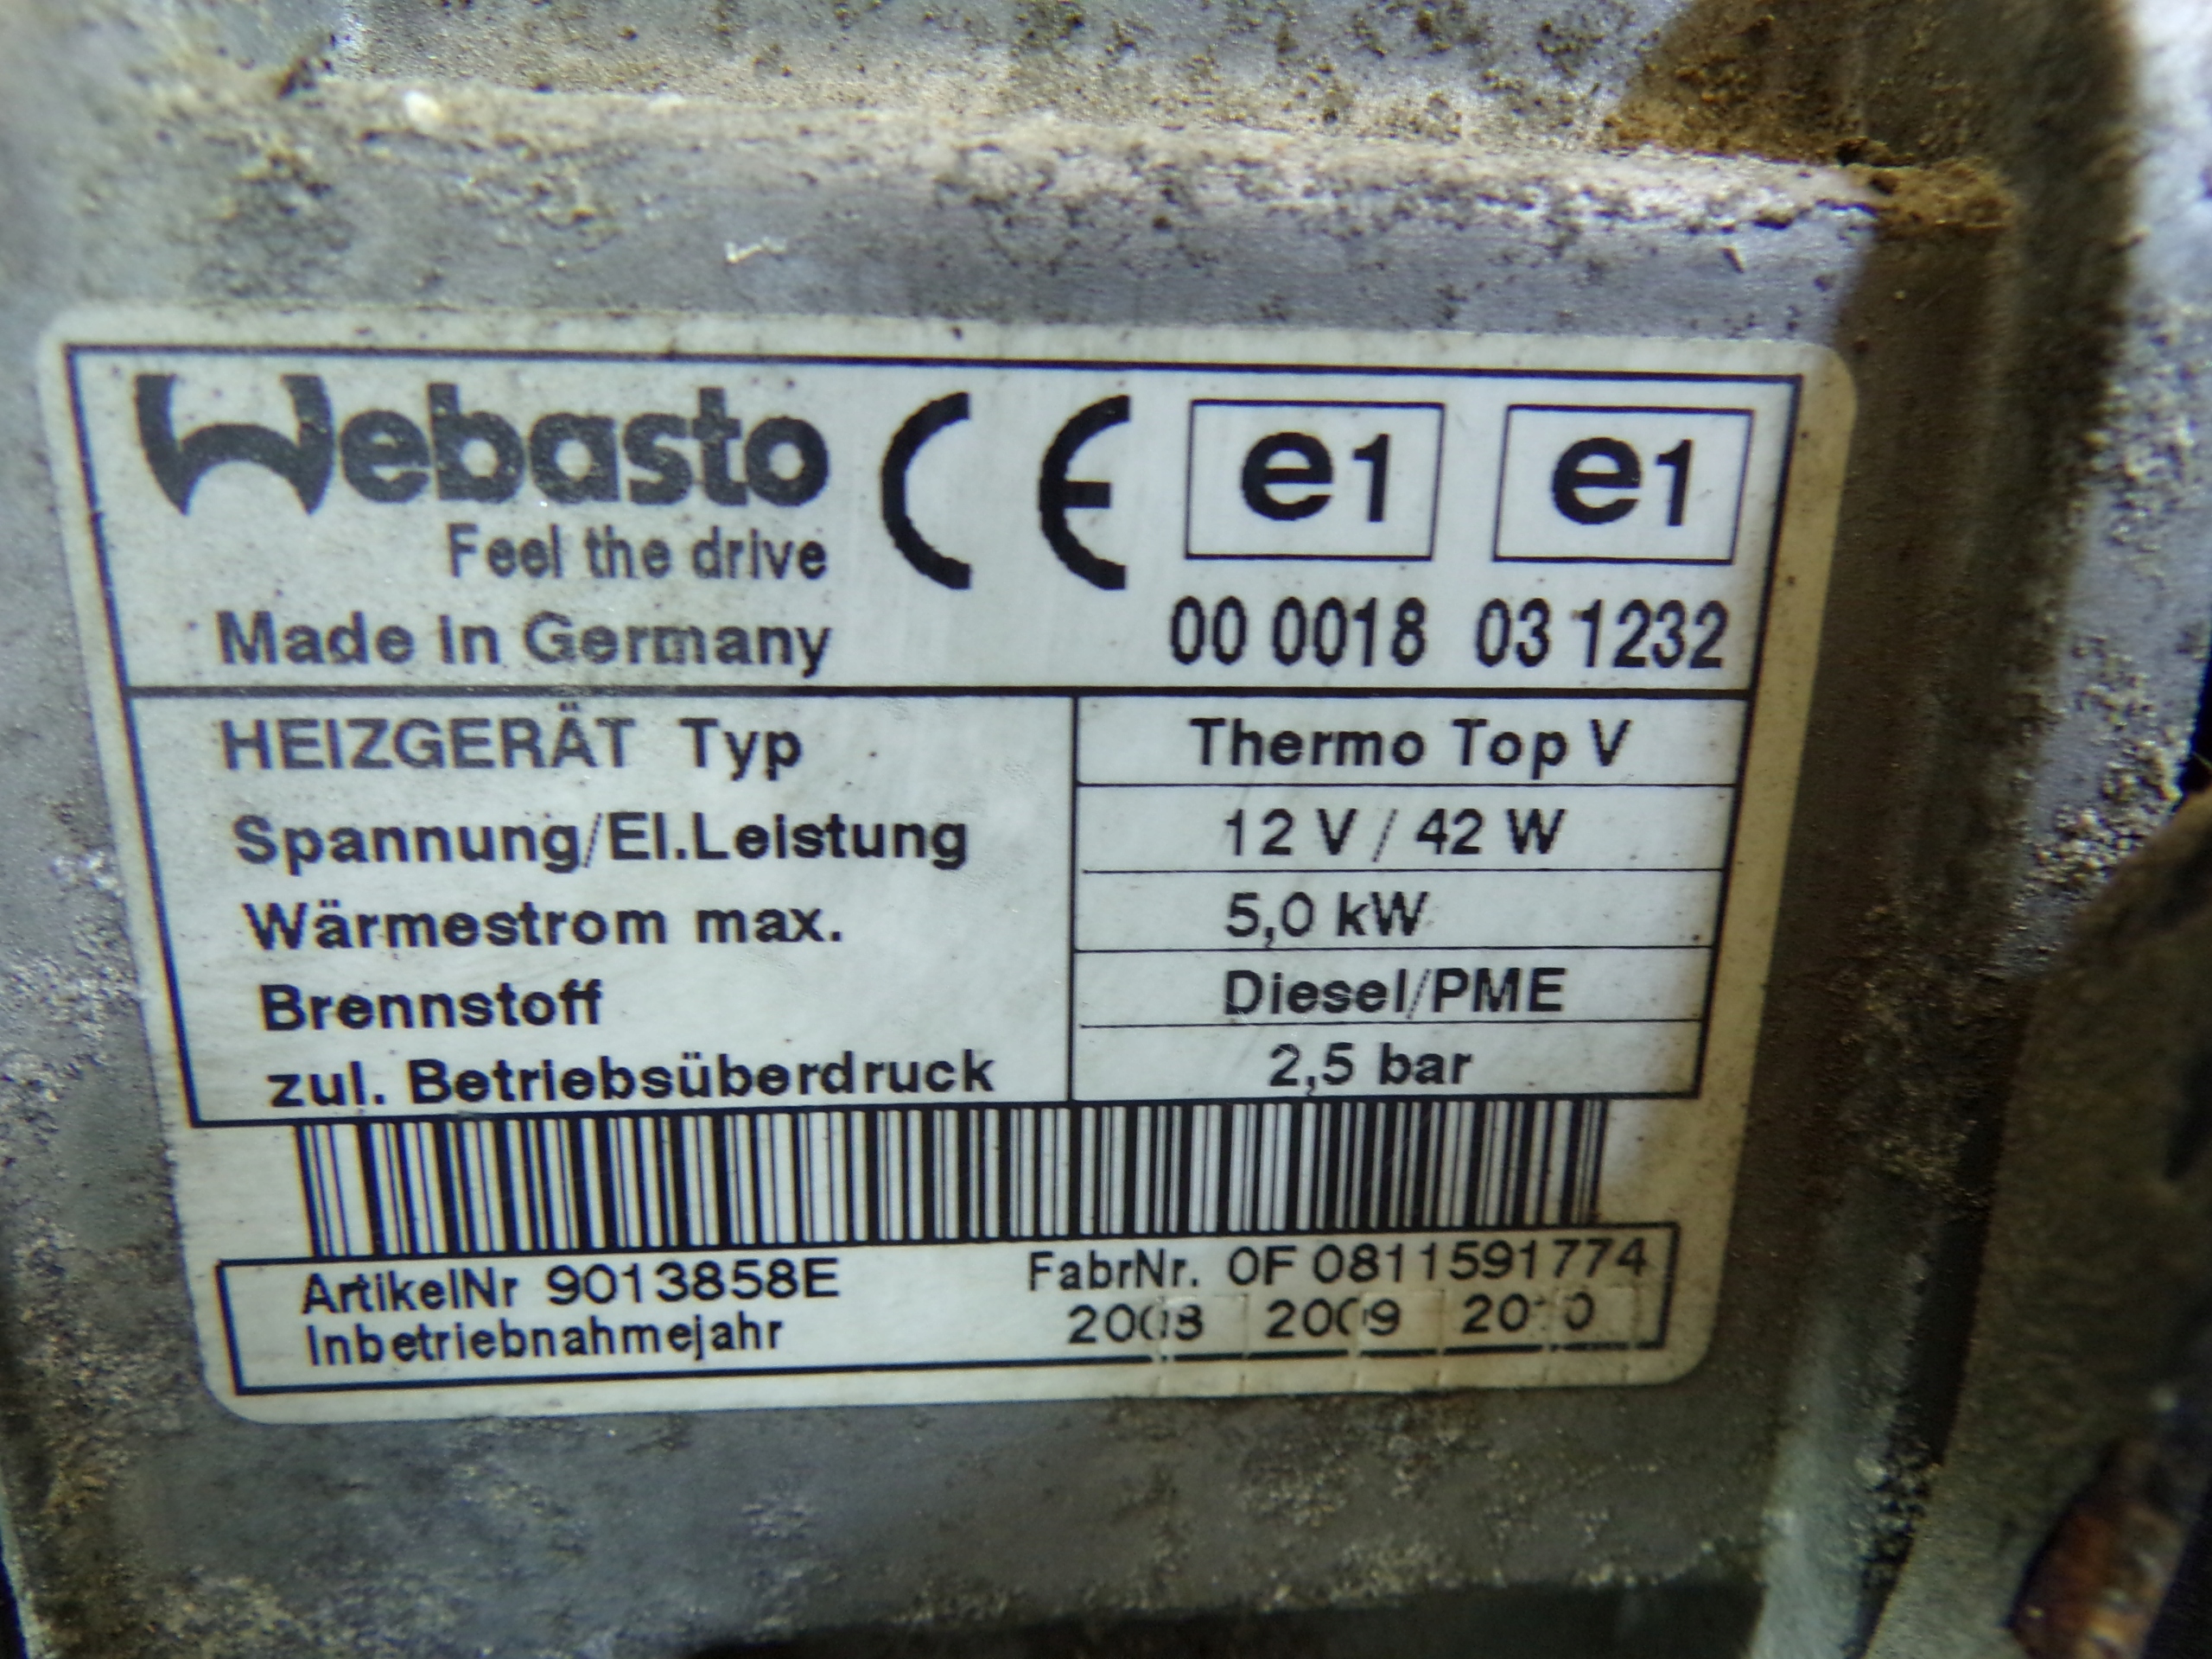 Webasto CE e1 e1
Feel the drive
Made in Germany 00 0018 03 1232
HEIZGERÄT Typ Thermo Top V
Spannung/El.Leistung 12 V / 42 W
Wärmestrom max. 5,0 kW
Brennstoff Diesel/PME
zul. Betriebsüberdruck 2,5 bar
ArtikelNr 9013858E FabrNr. 0F 0811591774
Inbetriebnahmejahr 2008 2009 2010